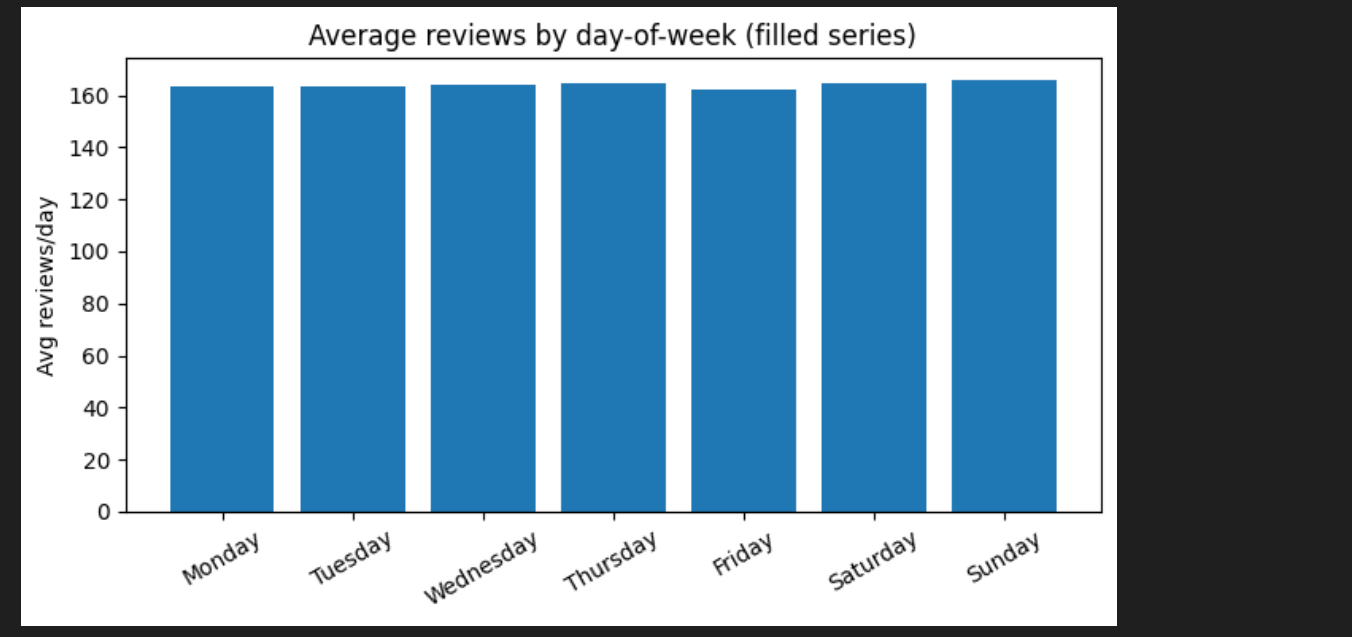 Average reviews by day-of-week (filled series)
Avg reviews/day
160
140
120
100
80
60
40
20
0
Monday
Tuesday
Wednesday
Thursday
Friday
Saturday
Sunday